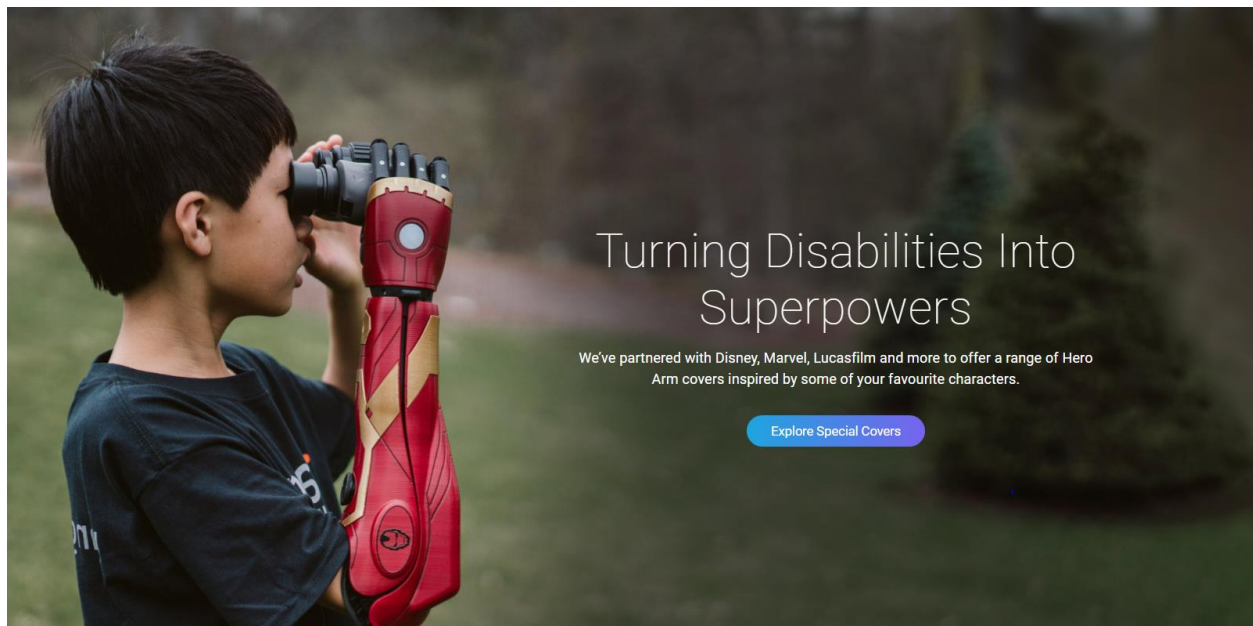 Turning Disabilities Into
Superpowers
We've partnered with Disney, Marvel, Lucasfilm and more to offer a range of Hero
Arm covers inspired by some of your favourite characters.
Explore Special Covers